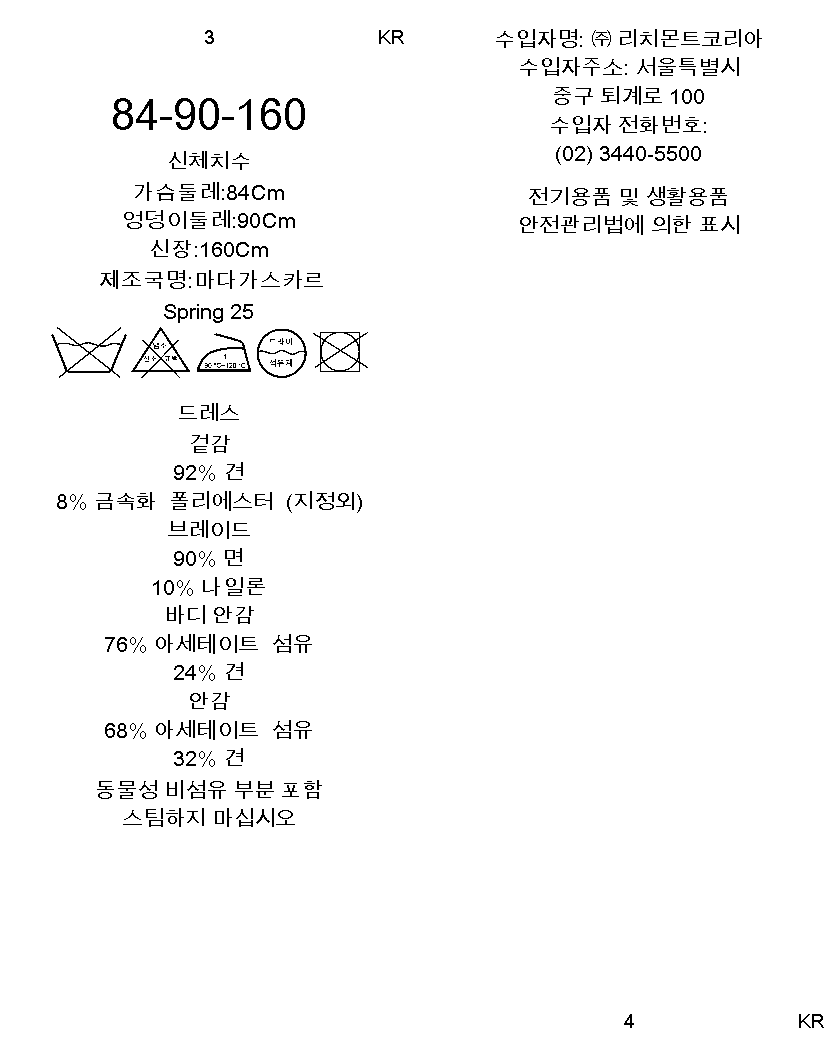 3 KR
84-90-160
신체치수
가슴둘레:84Cm
엉덩이둘레:90Cm
신장:160Cm
제조국명:마다가스카르
Spring 25
염소
산소 표백
1
90 °C~120 °C
드라이
석유계
드레스
겉감
92% 견
8% 금속화 폴리에스터 (지정외)
브레이드
90% 면
10% 나일론
바디 안감
76% 아세테이트 섬유
24% 견
안감
68% 아세테이트 섬유
32% 견
동물성 비섬유 부분 포함
스팀하지 마십시오
수입자명: ㈜ 리치몬트코리아
수입자주소: 서울특별시
중구 퇴계로 100
수입자 전화번호:
(02) 3440-5500
전기용품 및 생활용품
안전관리법에 의한 표시
4 KR